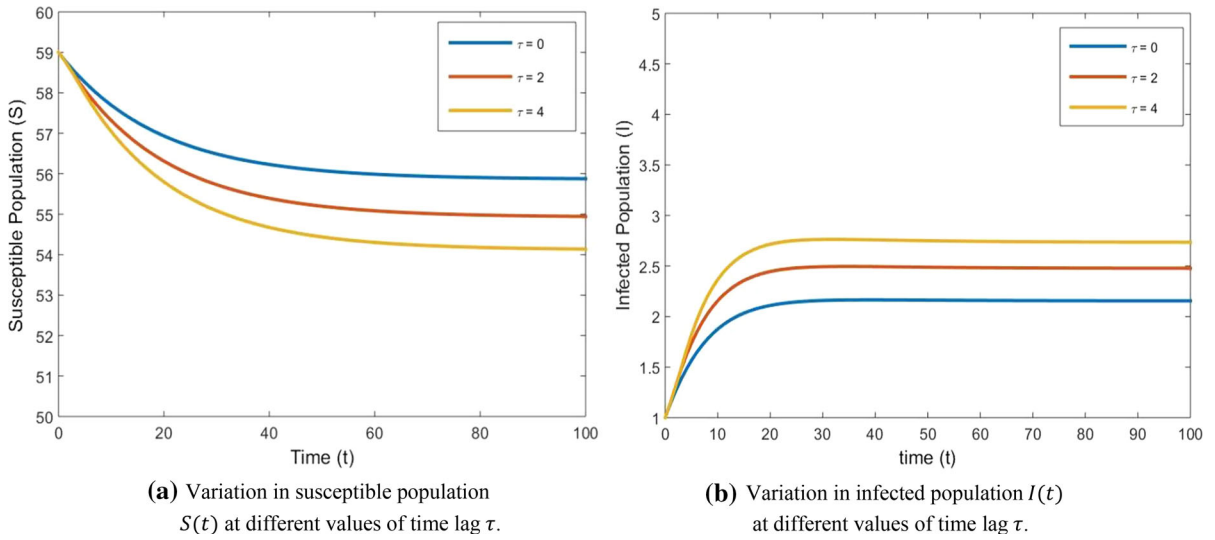 60
59
58
57
56
55
54
53
52
51
50
Susceptible Population (S)
0
20
40
60
80
100
Time (t)
τ = 0
τ = 2
τ = 4
(a) Variation in susceptible population
S(t) at different values of time lag τ.
5
4.5
4
3.5
3
2.5
2
1.5
1
Infected Population (I)
0
10
20
30
40
50
60
70
80
90
100
time (t)
τ = 0
τ = 2
τ = 4
(b) Variation in infected population I(t)
at different values of time lag τ.